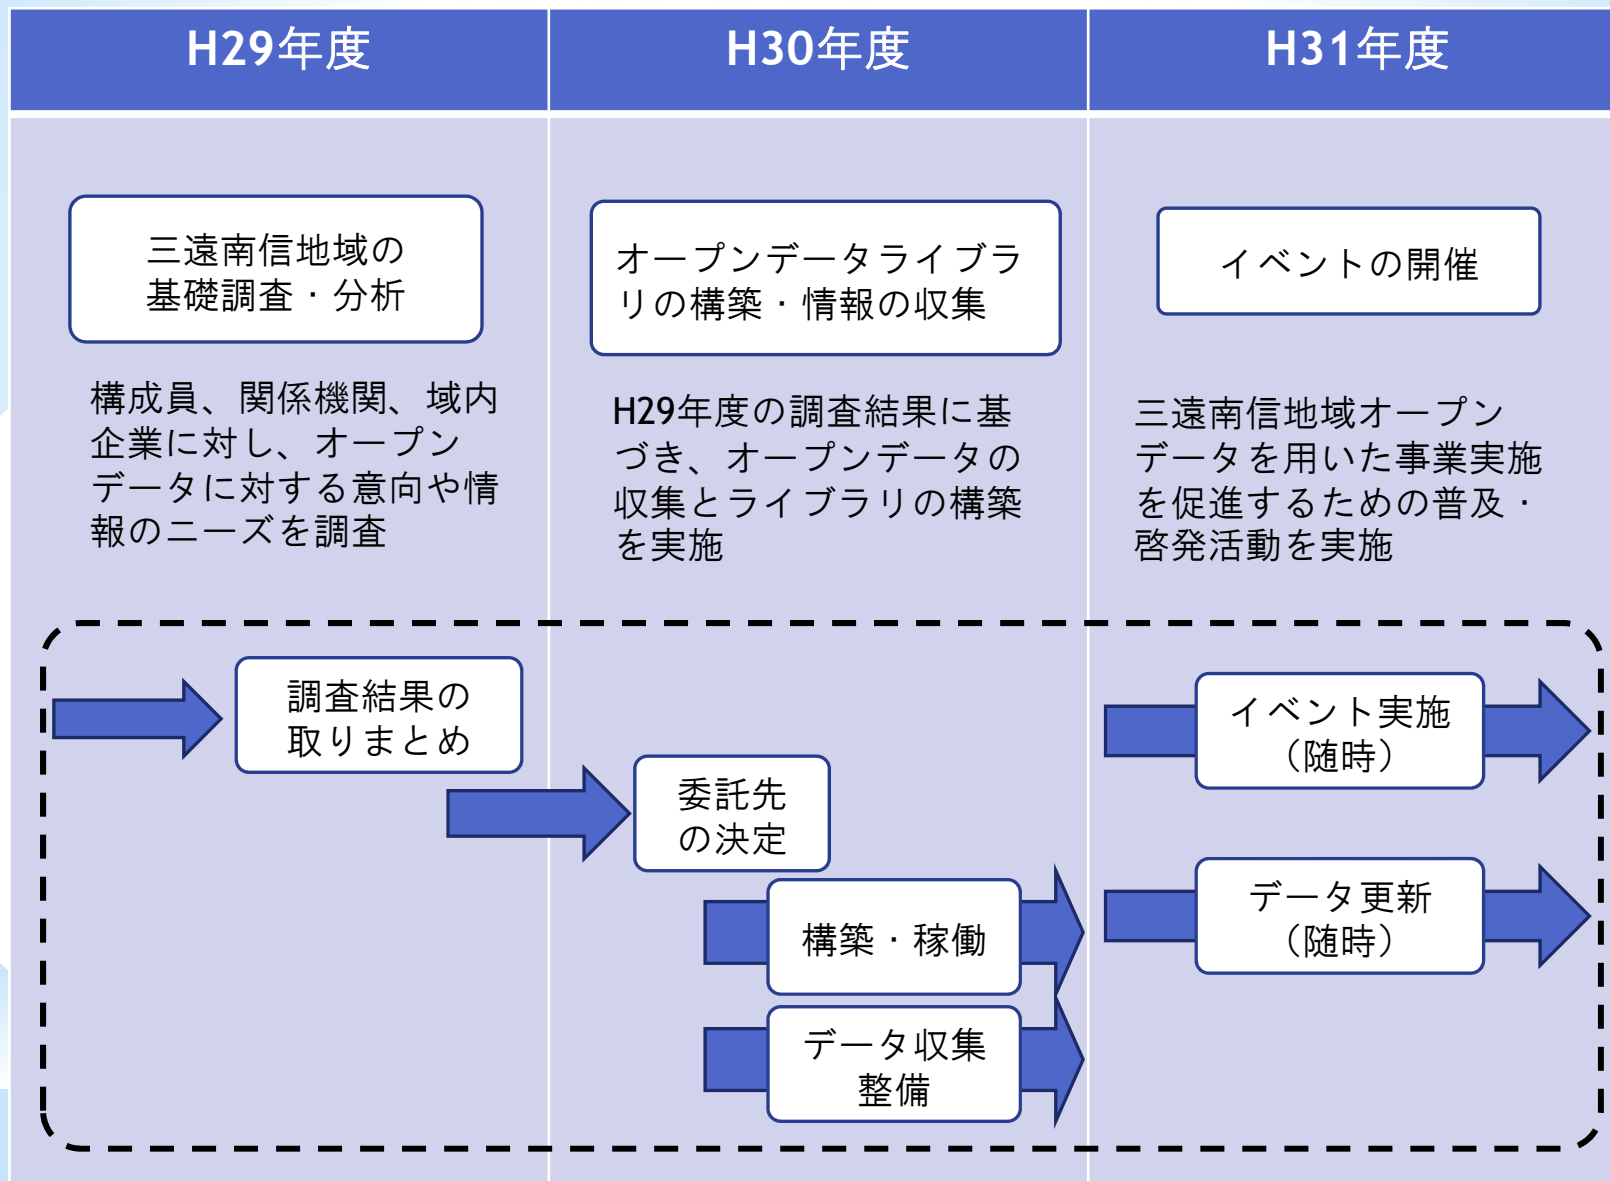 H29年度
H30年度
H31年度
三遠南信地域の
基礎調査・分析
オープンデータライブラ
リの構築・情報の収集
イベントの開催
構成員、関係機関、域内
企業に対し、オープン
データに対する意向や情
報のニーズを調査
H29年度の調査結果に基
づき、オープンデータの
収集とライブラリの構築
を実施
三遠南信地域オープン
データを用いた事業実施
を促進するための普及・
啓発活動を実施
調査結果の
取りまとめ
委託先
の決定
構築・稼働
データ収集
整備
イベント実施
（随時）
データ更新
（随時）